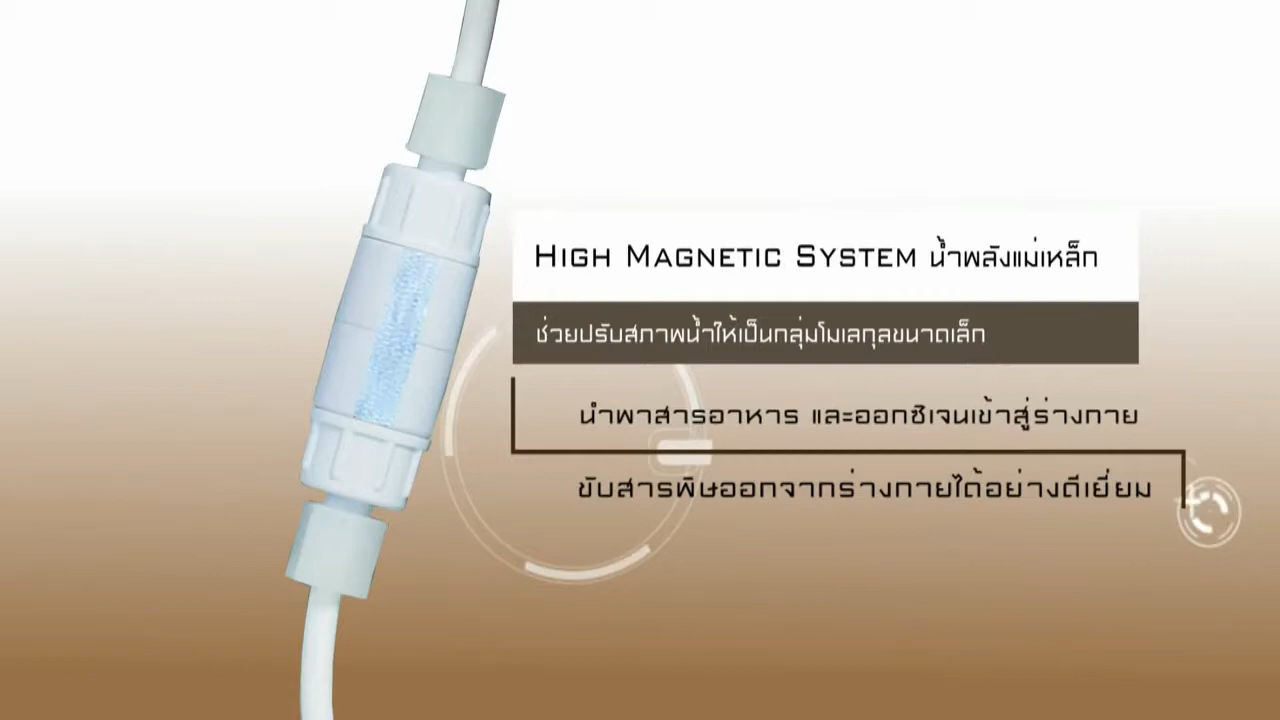 HIGH MAGNETIC SYSTEM น้ำพลังแม่เหล็ก
ช่วยปรับสภาพน้ำให้เป็นกลุ่มโมเลกุลขนาดเล็ก
นำพาสารอาหาร และออกซิเจนเข้าสู่ร่างกาย
ขับสารพิษออกจากร่างกายได้อย่างดีเยี่ยม